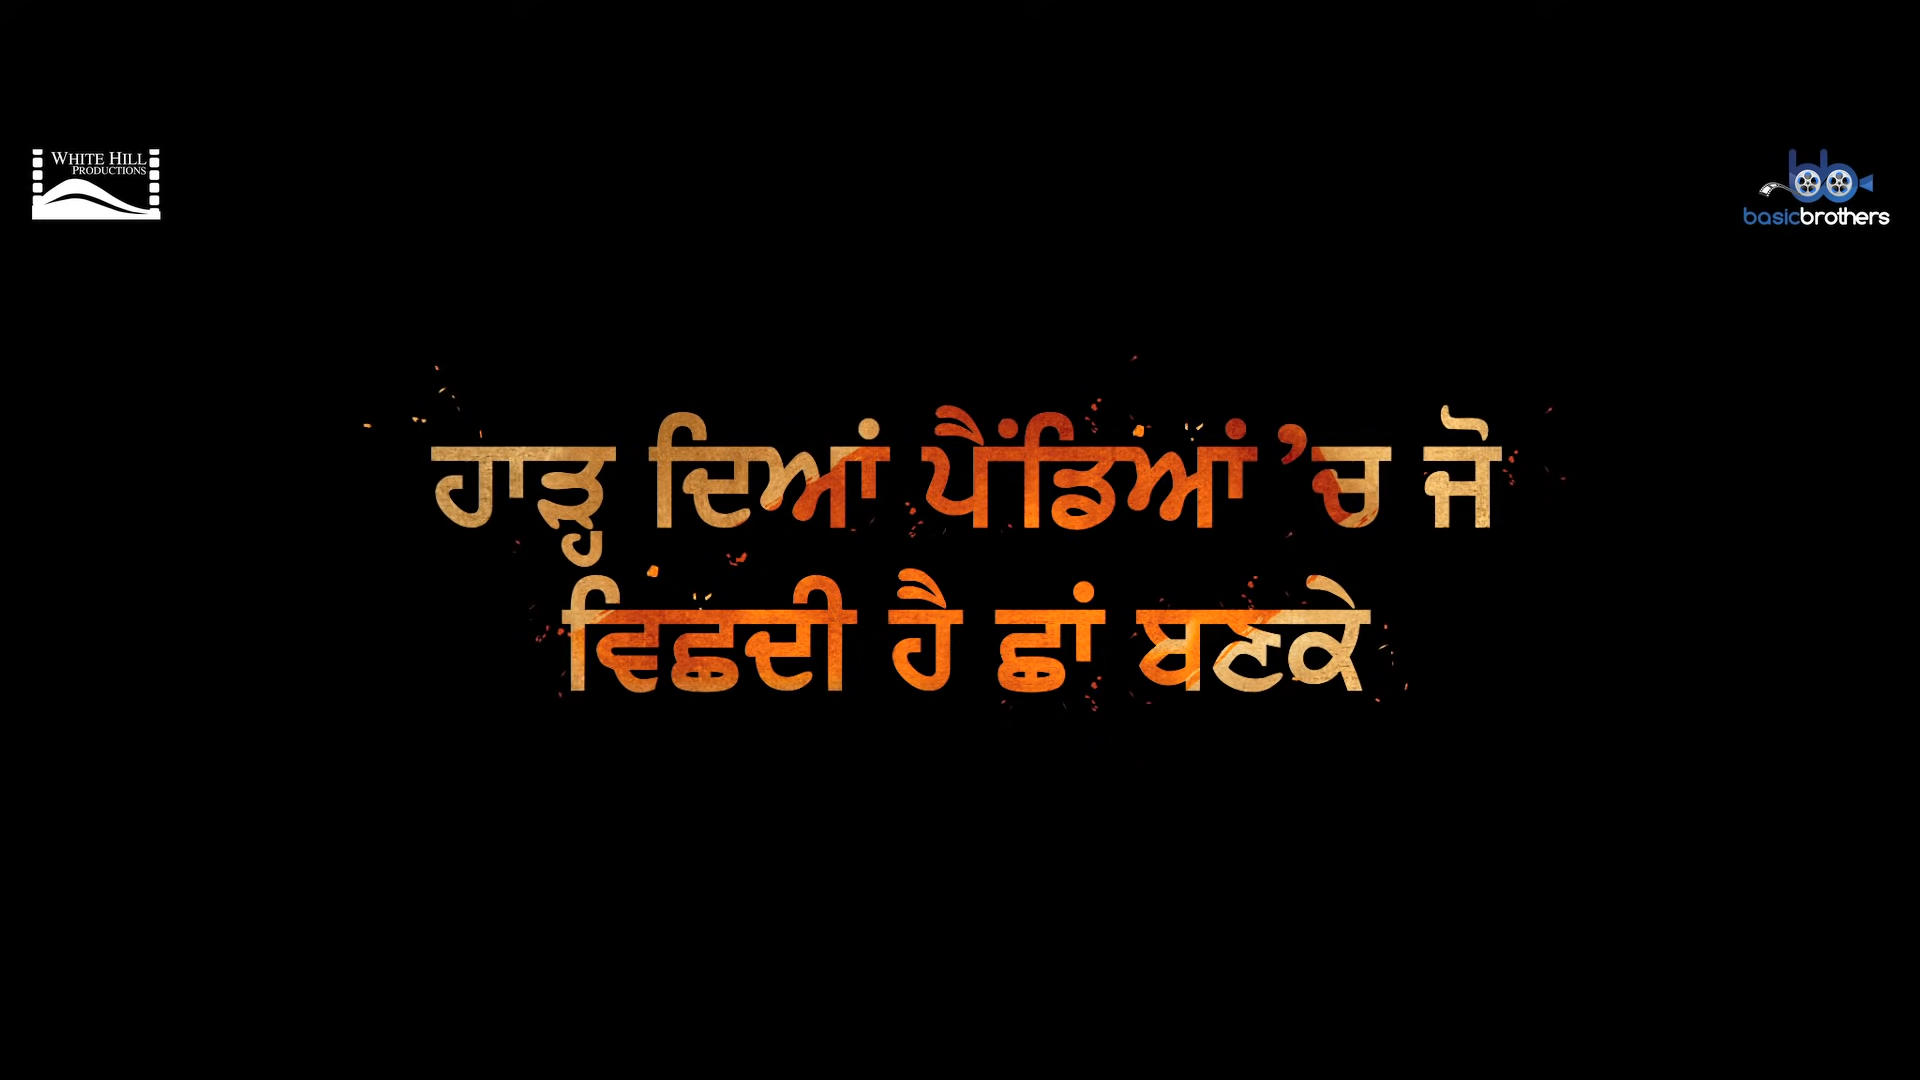 WHITE HILL
PRODUCTIONS
basicbrothers
ਹਾੜ੍ਹ ਦਿਆਂ ਪੈਂਡਿਆਂ ’ਚ ਜੋ
ਵਿਛਦੀ ਹੈ ਛਾਂ ਬਣਕੇ